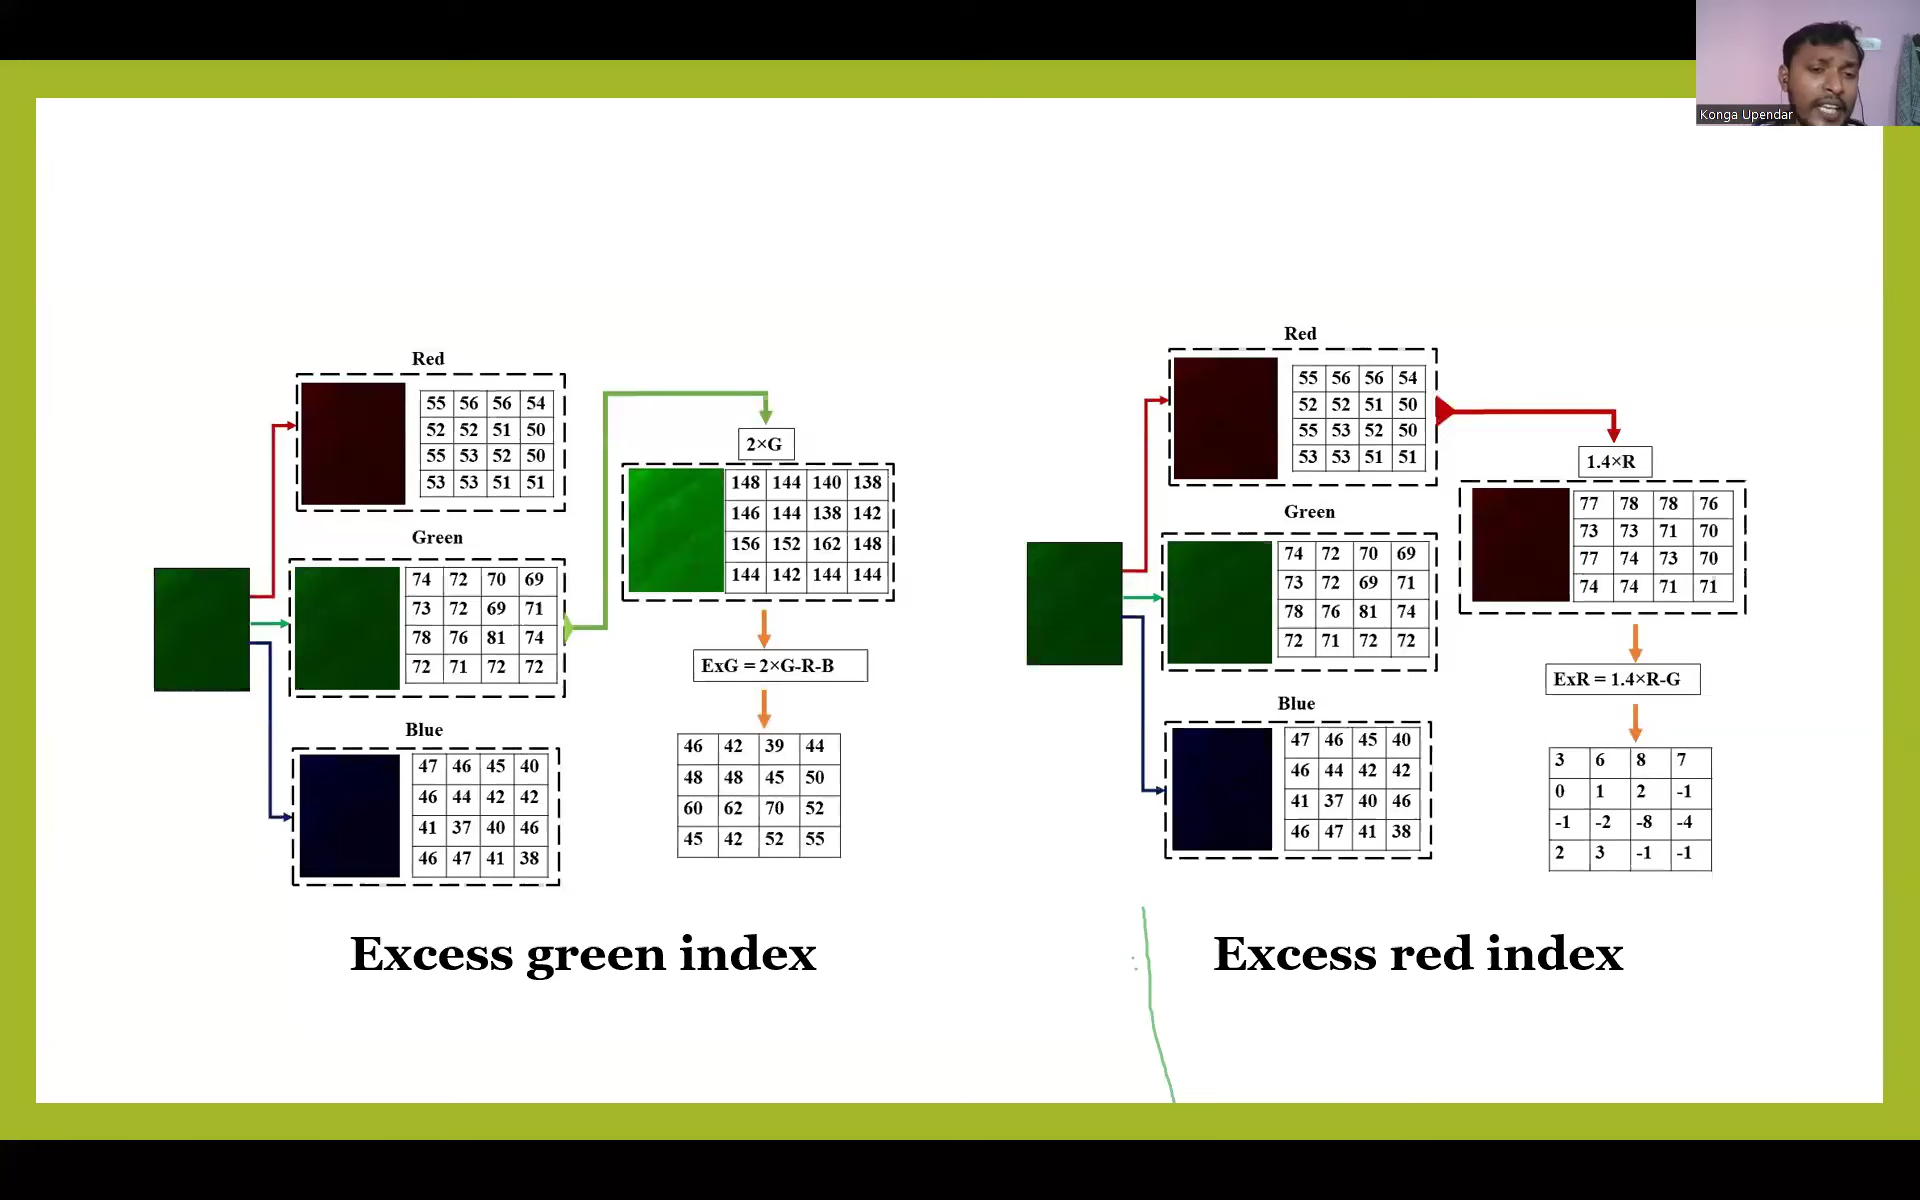 Konga Upendar
Red
55 56 56 54
52 52 51 50
55 53 52 50
53 53 51 51
Green
74 72 70 69
73 72 69 71
78 76 81 74
72 71 72 72
Blue
47 46 45 40
46 44 42 42
41 37 40 46
46 47 41 38
2×G
148 144 140 138
146 144 138 142
156 152 162 148
144 142 144 144
ExG = 2×G-R-B
46 42 39 44
48 48 45 50
60 62 70 52
45 42 52 55
Excess green index
Red
55 56 56 54
52 52 51 50
55 53 52 50
53 53 51 51
Green
74 72 70 69
73 72 69 71
78 76 81 74
72 71 72 72
Blue
47 46 45 40
46 44 42 42
41 37 40 46
46 47 41 38
1.4×R
77 78 78 76
73 73 71 70
77 74 73 70
74 74 71 71
ExR = 1.4×R-G
3 6 8 7
0 1 2 -1
-1 -2 -8 -4
2 3 -1 -1
Excess red index